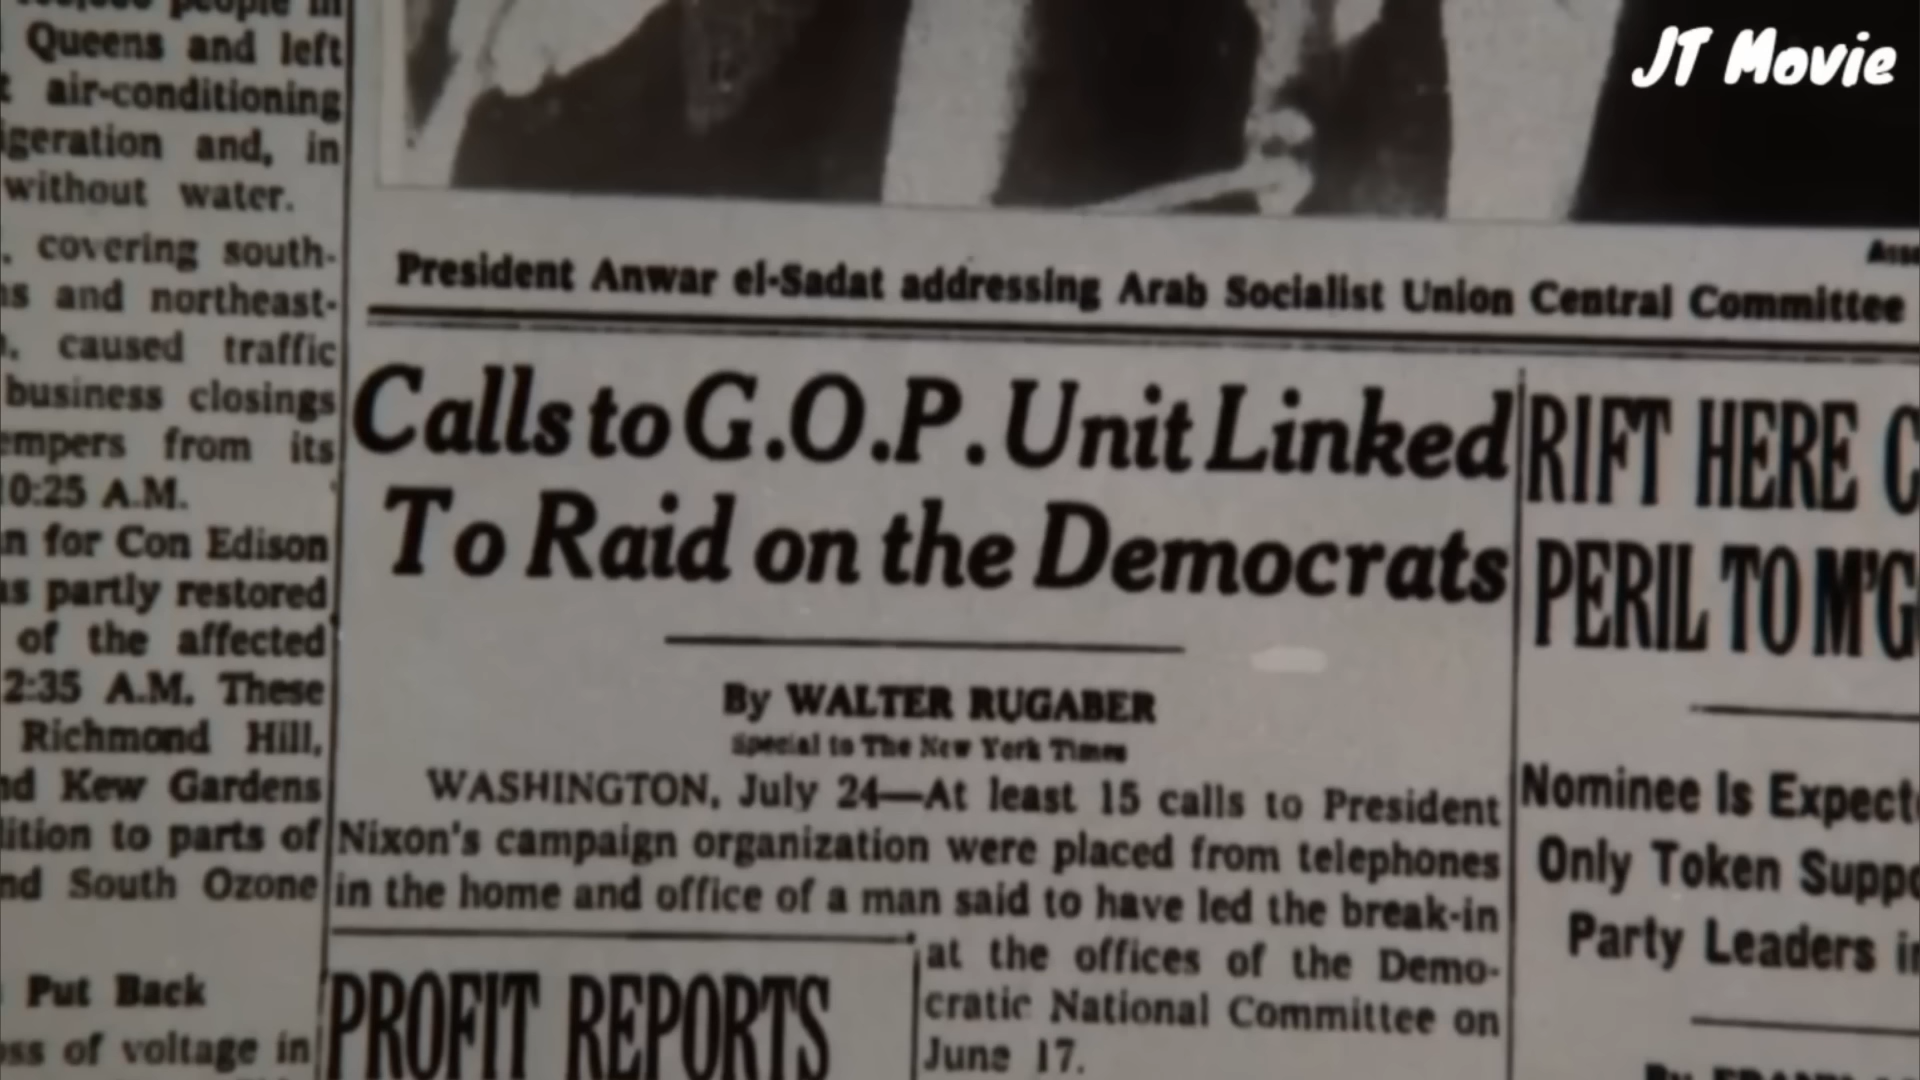 JT Movie
people in
Queens and left
air-conditioning
igeration and, in
without water.
covering south-
and northeast-
caused traffic
business closings
empers from its
0:25 A.M.
for Con Edison
partly restored
of the affected
2:35 A.M. These
Richmond Hill,
Kew Gardens
lition to parts of
South Ozone
Put Back
of voltage in
President Anwar el-Sadat addressing Arab Socialist Union Central Committee
Calls to G.O.P. Unit Linked
To Raid on the Democrats
By WALTER RUGABER
Special to The New York Times
WASHINGTON, July 24—At least 15 calls to President
Nixon's campaign organization were placed from telephones
in the home and office of a man said to have led the break-in
at the offices of the Demo-
cratic National Committee on
June 17.
PROFIT REPORTS
RIFT HERE C
PERIL TO M'G
Nominee Is Expect
Only Token Suppo
Party Leaders in